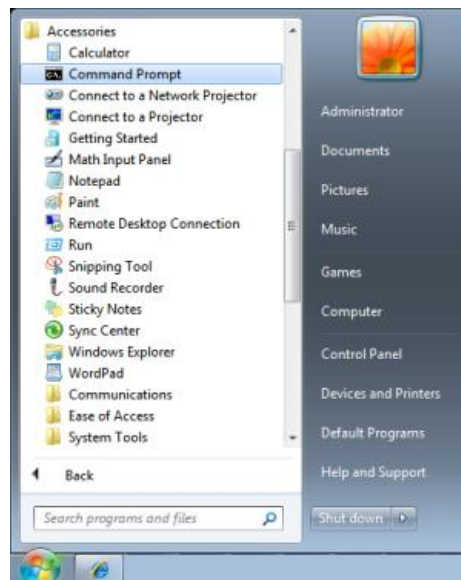 Accessories
Calculator
Command Prompt
Connect to a Network Projector
Connect to a Projector
Getting Started
Math Input Panel
Notepad
Paint
Remote Desktop Connection
Run
Snipping Tool
Sound Recorder
Sticky Notes
Sync Center
Windows Explorer
WordPad
Communications
Ease of Access
System Tools
Back
Search programs and files
Administrator
Documents
Pictures
Music
Games
Computer
Control Panel
Devices and Printers
Default Programs
Help and Support
Shut down